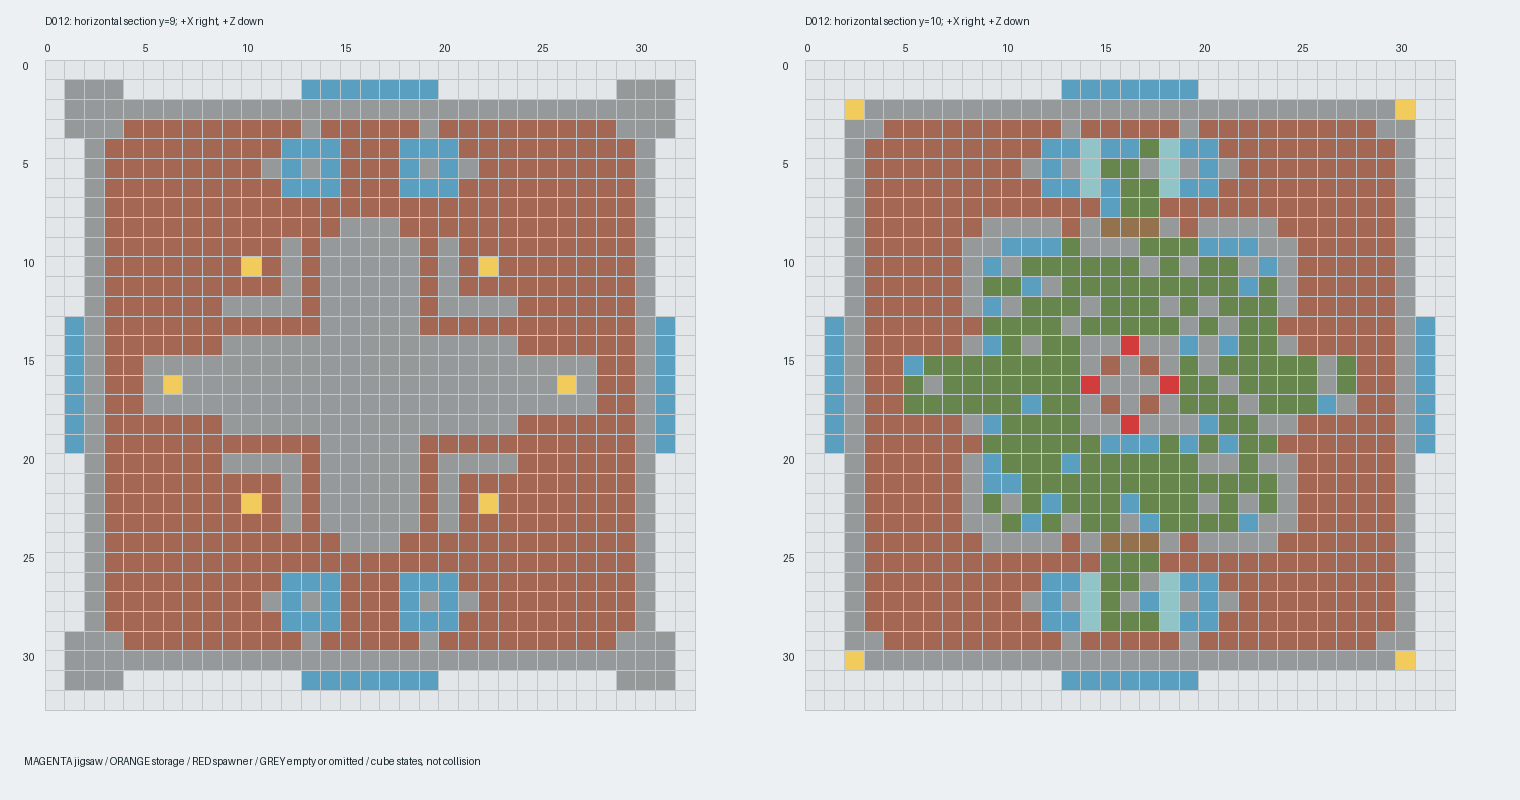 D012: horizontal section y=9; +X right, +Z down
D012: horizontal section y=10; +X right, +Z down
0 5 10 15 20 25 30
0 5 10 15 20 25 30
0
0
5
5
10
10
15
15
20
20
25
25
30
30
MAGENTA jigsaw / ORANGE storage / RED spawner / GREY empty or omitted / cube states, not collision